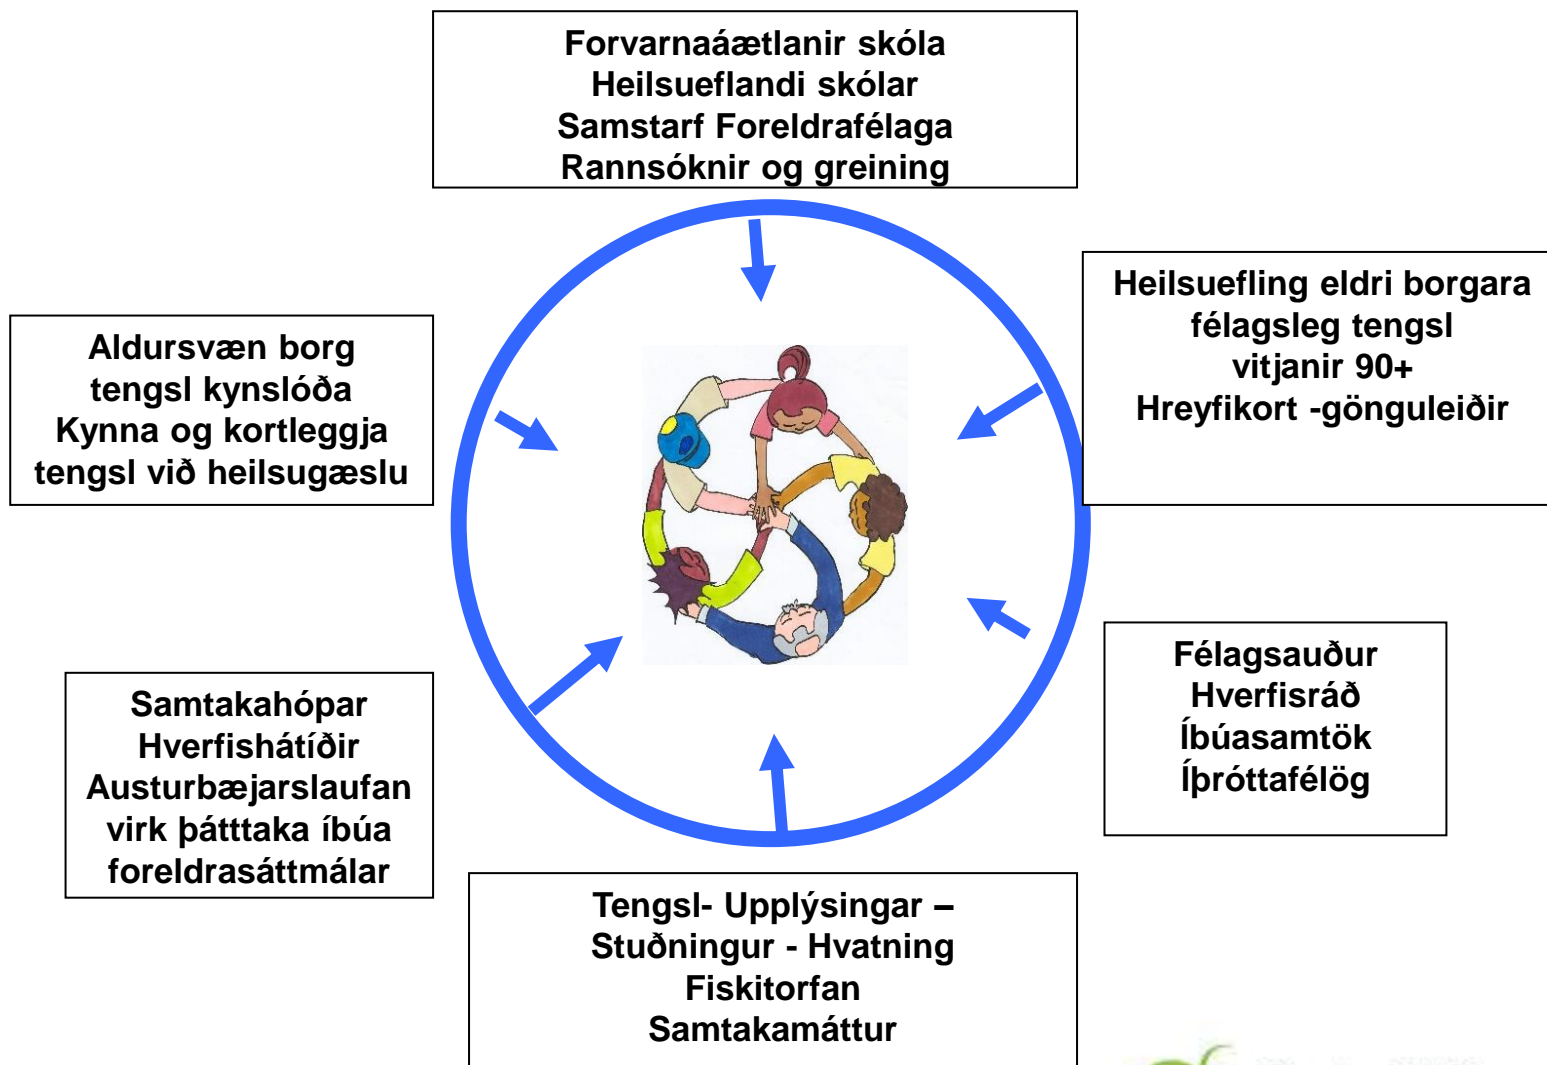 Forvarnaáætlanir skóla
Heilsueflandi skólar
Samstarf Foreldrafélaga
Rannsóknir og greining
Heilsuefling eldri borgara
félagsleg tengsl
vitjanir 90+
Hreyfikort -gönguleiðir
Aldursvæn borg
tengsl kynslóða
Kynna og kortleggja
tengsl við heilsugæslu
Félagsauður
Hverfisráð
Íbúasamtök
Íþróttafélög
Samtakahópar
Hverfishátíðir
Austurbæjarslaufan
virk þátttaka íbúa
foreldrasáttmálar
Tengsl- Upplýsingar –
Stuðningur - Hvatning
Fiskitorfan
Samtakamáttur